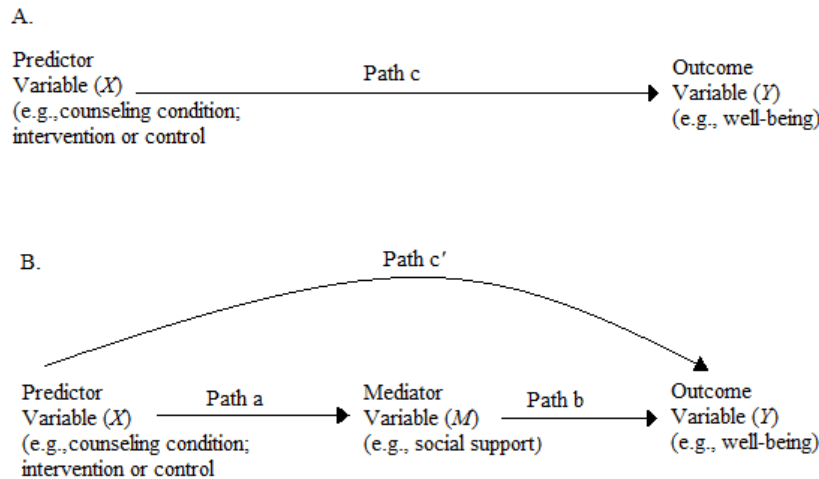 A.
Predictor
Variable (X)
(e.g.,counseling condition;
intervention or control
Path c
Outcome
Variable (Y)
(e.g., well-being)
B.
Path c′
Predictor
Variable (X)
(e.g.,counseling condition;
intervention or control
Path a
Mediator
Variable (M)
(e.g., social support)
Path b
Outcome
Variable (Y)
(e.g., well-being)